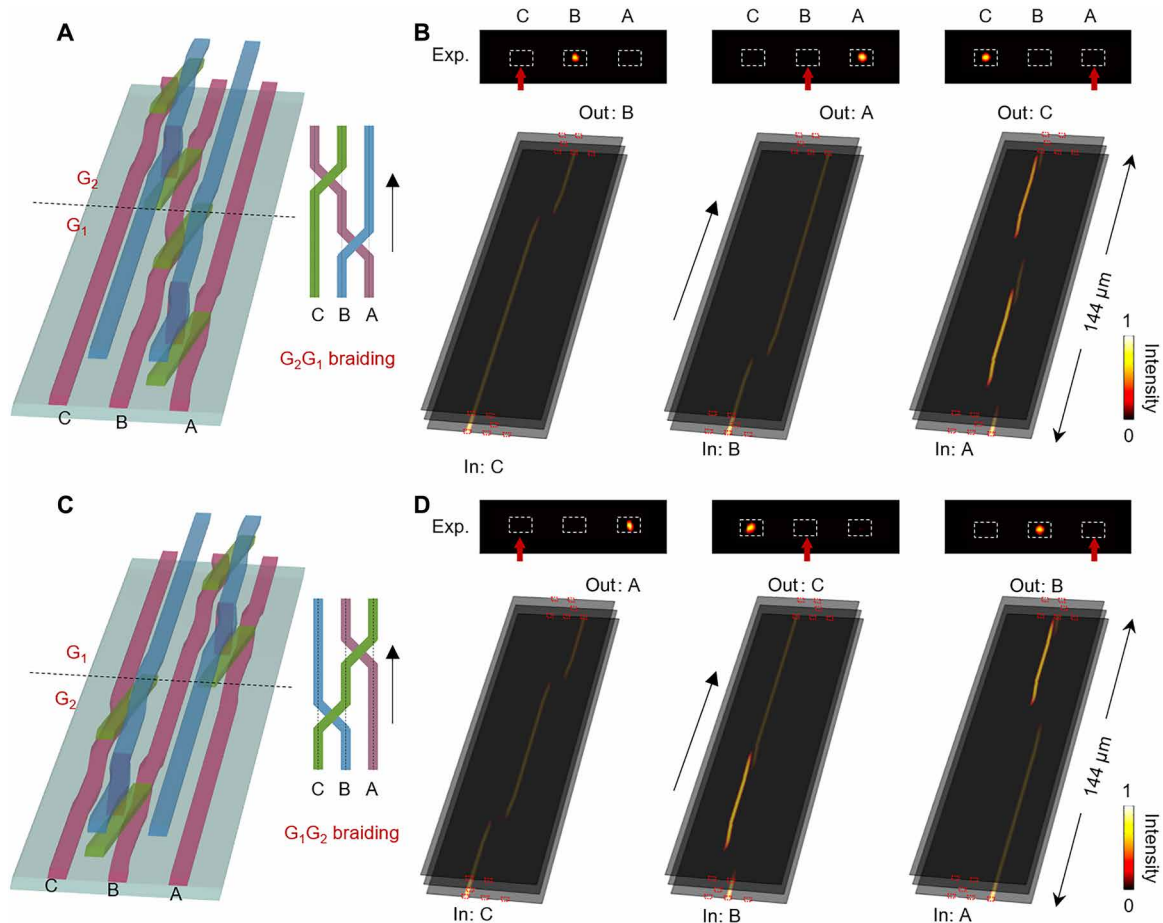 A
B
C B A
Exp.
Out: B
Out: A
Out: C
G₂
G₁
C B A
G₂G₁ braiding
C
B
A
144 µm
1
Intensity
0
In: C
In: B
In: A
C
D
Exp.
Out: A
Out: C
Out: B
G₁
G₂
C B A
G₁G₂ braiding
C
B
A
144 µm
1
Intensity
0
In: C
In: B
In: A